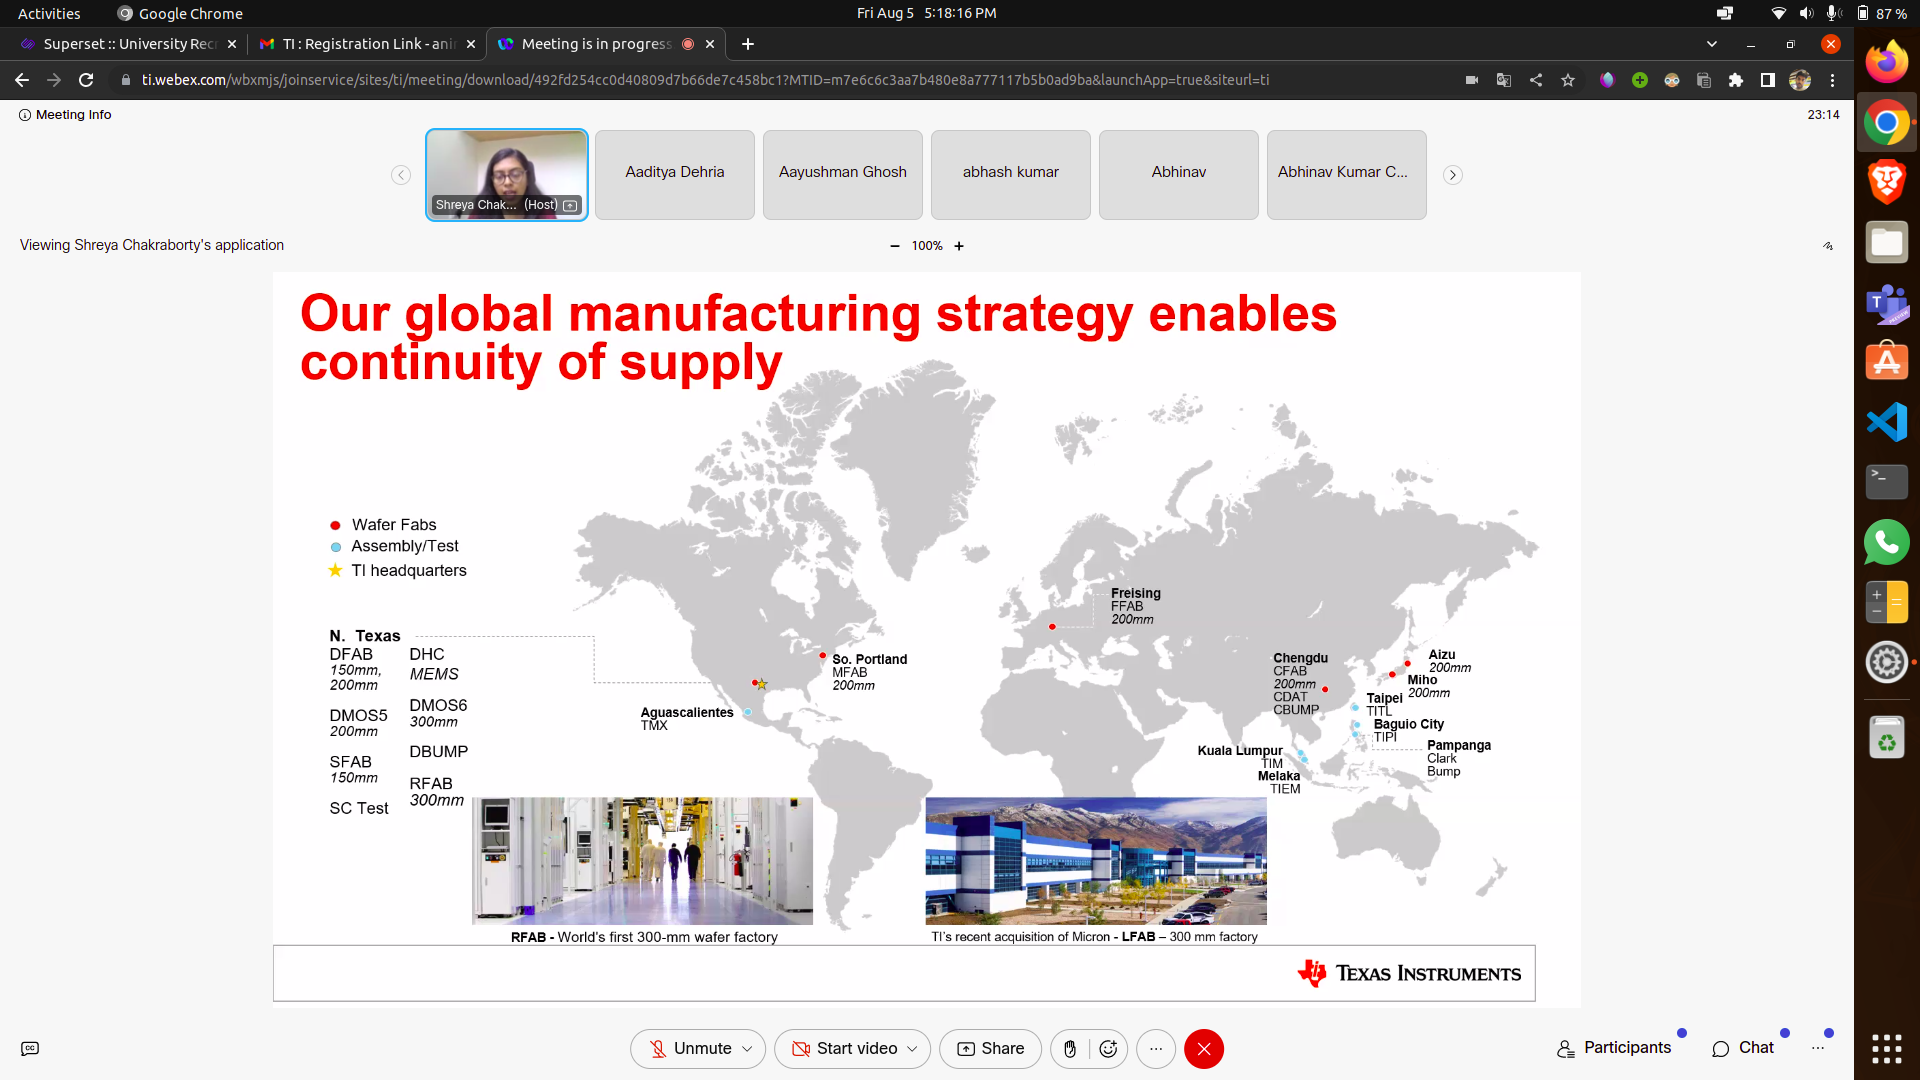 Activities
Google Chrome
Fri Aug 5 5:18:16 PM
87 %
Superset :: University Rec
TI : Registration Link - ani
Meeting is in progress
ti.webex.com/wbxmjs/joinservice/sites/ti/meeting/download/492fd254cc0d40809d7b66de7c458bc1?MTID=m7e6c6c3aa7b480e8a777117b5b0ad9ba&launchApp=true&siteurl=ti
Meeting Info
23:14
Shreya Chak... (Host)
Aaditya Dehria
Aayushman Ghosh
abhash kumar
Abhinav
Abhinav Kumar C...
Viewing Shreya Chakraborty's application
− 100% +
Our global manufacturing strategy enables
continuity of supply
Wafer Fabs
Assembly/Test
TI headquarters
N. Texas
DFAB
150mm,
200mm
DMOS5
200mm
SFAB
150mm
SC Test
DHC
MEMS
DMOS6
300mm
DBUMP
RFAB
300mm
So. Portland
MFAB
200mm
Aguascalientes
TMX
Freising
FFAB
200mm
Chengdu
CFAB
200mm
CDAT
CBUMP
Aizu
200mm
Miho
200mm
Taipei
TITL
Baguio City
TIPI
Pampanga
Clark
Bump
Kuala Lumpur
TIM
Melaka
TIEM
RFAB - World's first 300-mm wafer factory
TI's recent acquisition of Micron - LFAB – 300 mm factory
TEXAS INSTRUMENTS
Unmute
Start video
Share
Participants
Chat